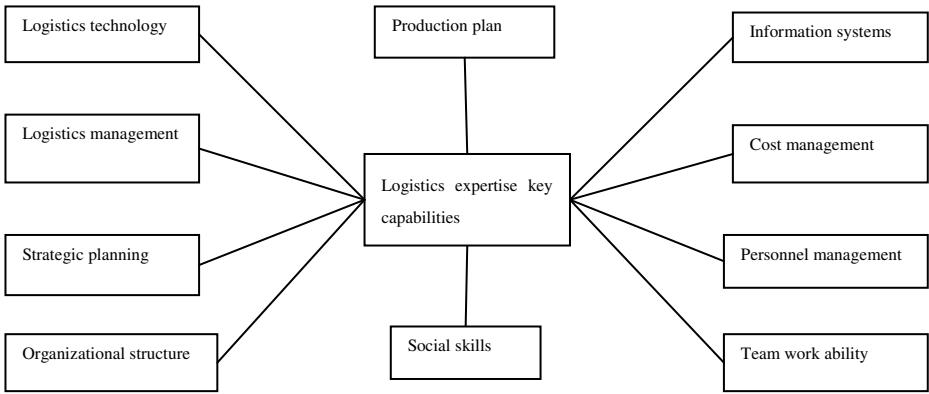 Logistics technology
Production plan
Information systems
Logistics management
Cost management
Logistics expertise key
capabilities
Strategic planning
Personnel management
Organizational structure
Social skills
Team work ability